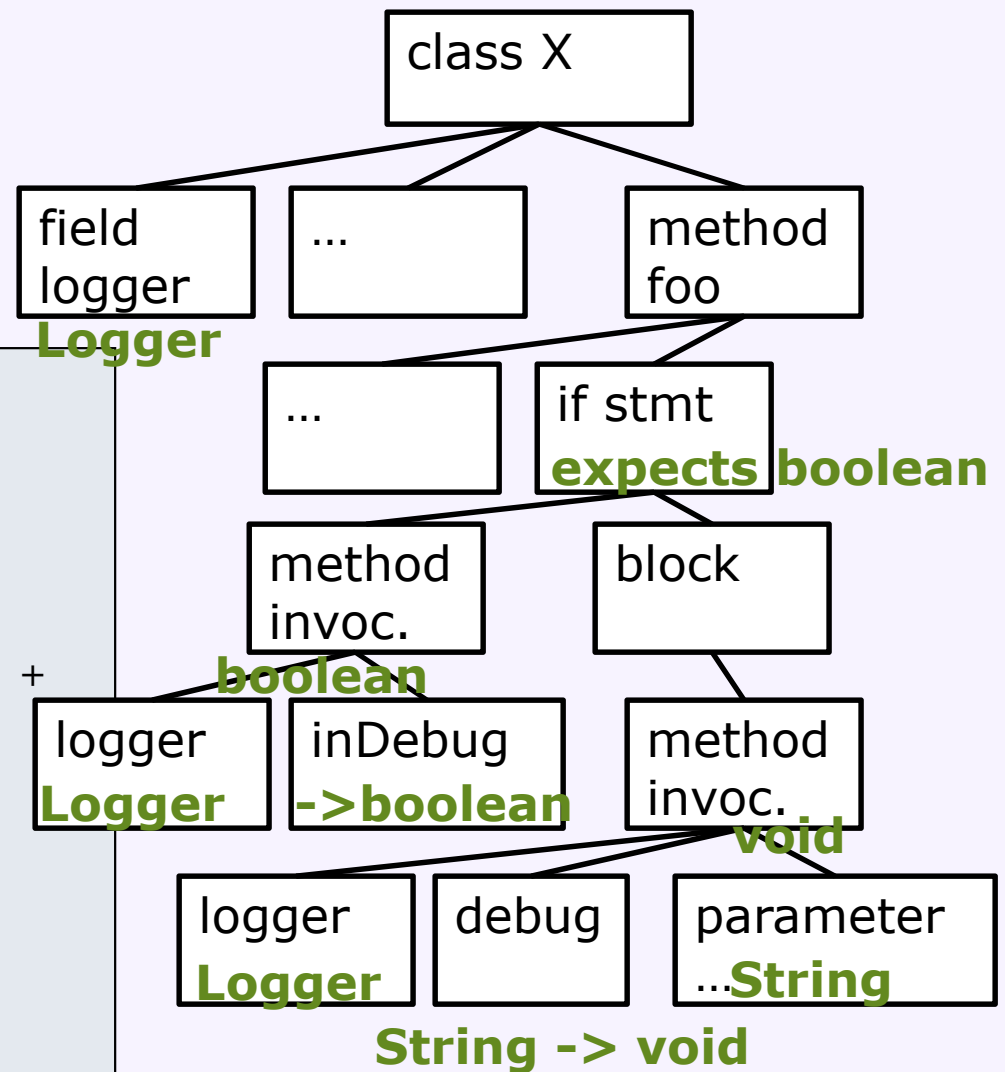 class X
field
logger
Logger
...
method
foo
...
if stmt
expects boolean
method
invoc.
boolean
block
+
logger
Logger
inDebug
->boolean
method
invoc.
void
logger
Logger
debug
parameter
...String
String -> void